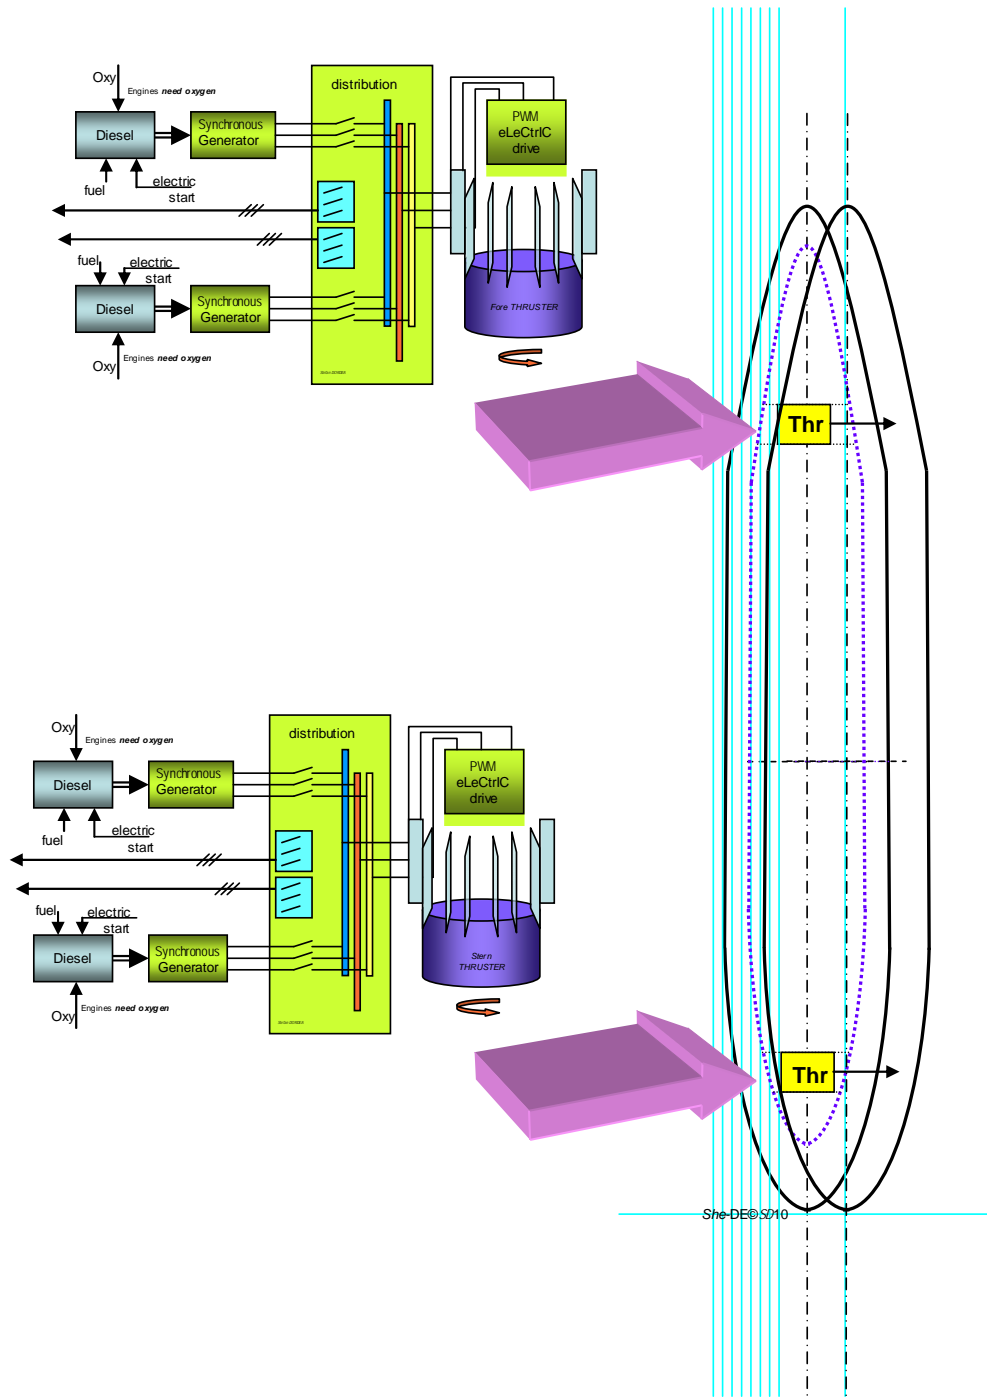 Oxy
Engines need oxygen
Diesel
Synchronous
Generator
fuel
electric
start
distribution
PWM
eLeCtrIC
drive
fuel
electric
start
Diesel
Synchronous
Generator
Oxy
Engines need oxygen
Fore THRUSTER
Thr
Oxy
Engines need oxygen
Diesel
Synchronous
Generator
fuel
electric
start
distribution
PWM
eLeCtrIC
drive
fuel
electric
start
Diesel
Synchronous
Generator
Oxy
Engines need oxygen
Stern
THRUSTER
Thr
She-DE©SD10